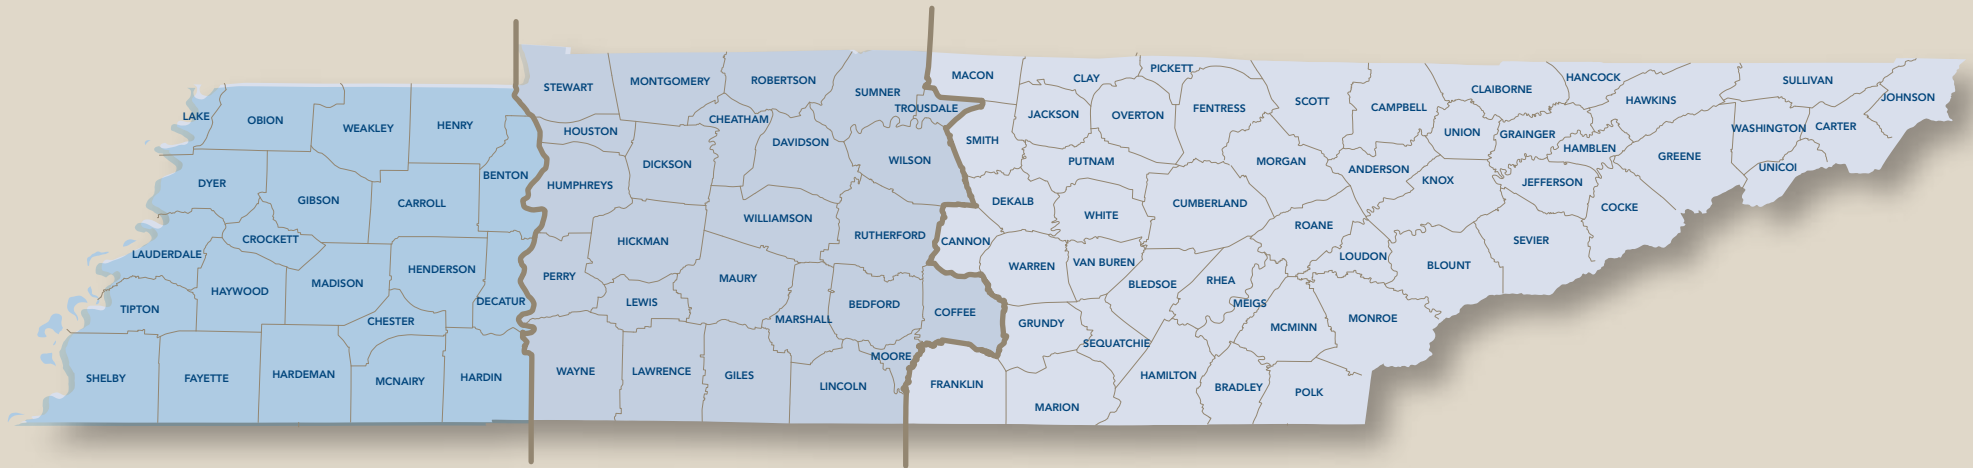 LAKE
OBION
WEAKLEY
HENRY
BENTON
DYER
GIBSON
CARROLL
CROCKETT
LAUDERDALE
HAYWOOD
MADISON
HENDERSON
DECATUR
TIPTON
CHESTER
SHELBY
FAYETTE
HARDEMAN
MCNAIRY
HARDIN
STEWART
MONTGOMERY
ROBERTSON
SUMNER
TROUSDALE
HOUSTON
CHEATHAM
DAVIDSON
DICKSON
WILSON
HUMPHREYS
WILLIAMSON
HICKMAN
RUTHERFORD
PERRY
MAURY
LEWIS
BEDFORD
MARSHALL
COFFEE
MOORE
WAYNE
LAWRENCE
GILES
LINCOLN
MACON
CLAY
PICKETT
JACKSON
OVERTON
FENTRESS
SCOTT
CAMPBELL
CLAIBORNE
HANCOCK
HAWKINS
SULLIVAN
JOHNSON
SMITH
PUTNAM
MORGAN
ANDERSON
UNION
GRAINGER
HAMBLEN
GREENE
WASHINGTON
CARTER
UNICOI
DEKALB
WHITE
CUMBERLAND
KNOX
JEFFERSON
COCKE
CANNON
WARREN
VAN BUREN
ROANE
LOUDON
BLOUNT
SEVIER
BLEDSOE
RHEA
MEIGS
GRUNDY
SEQUATCHIE
MCMINN
MONROE
FRANKLIN
MARION
HAMILTON
BRADLEY
POLK